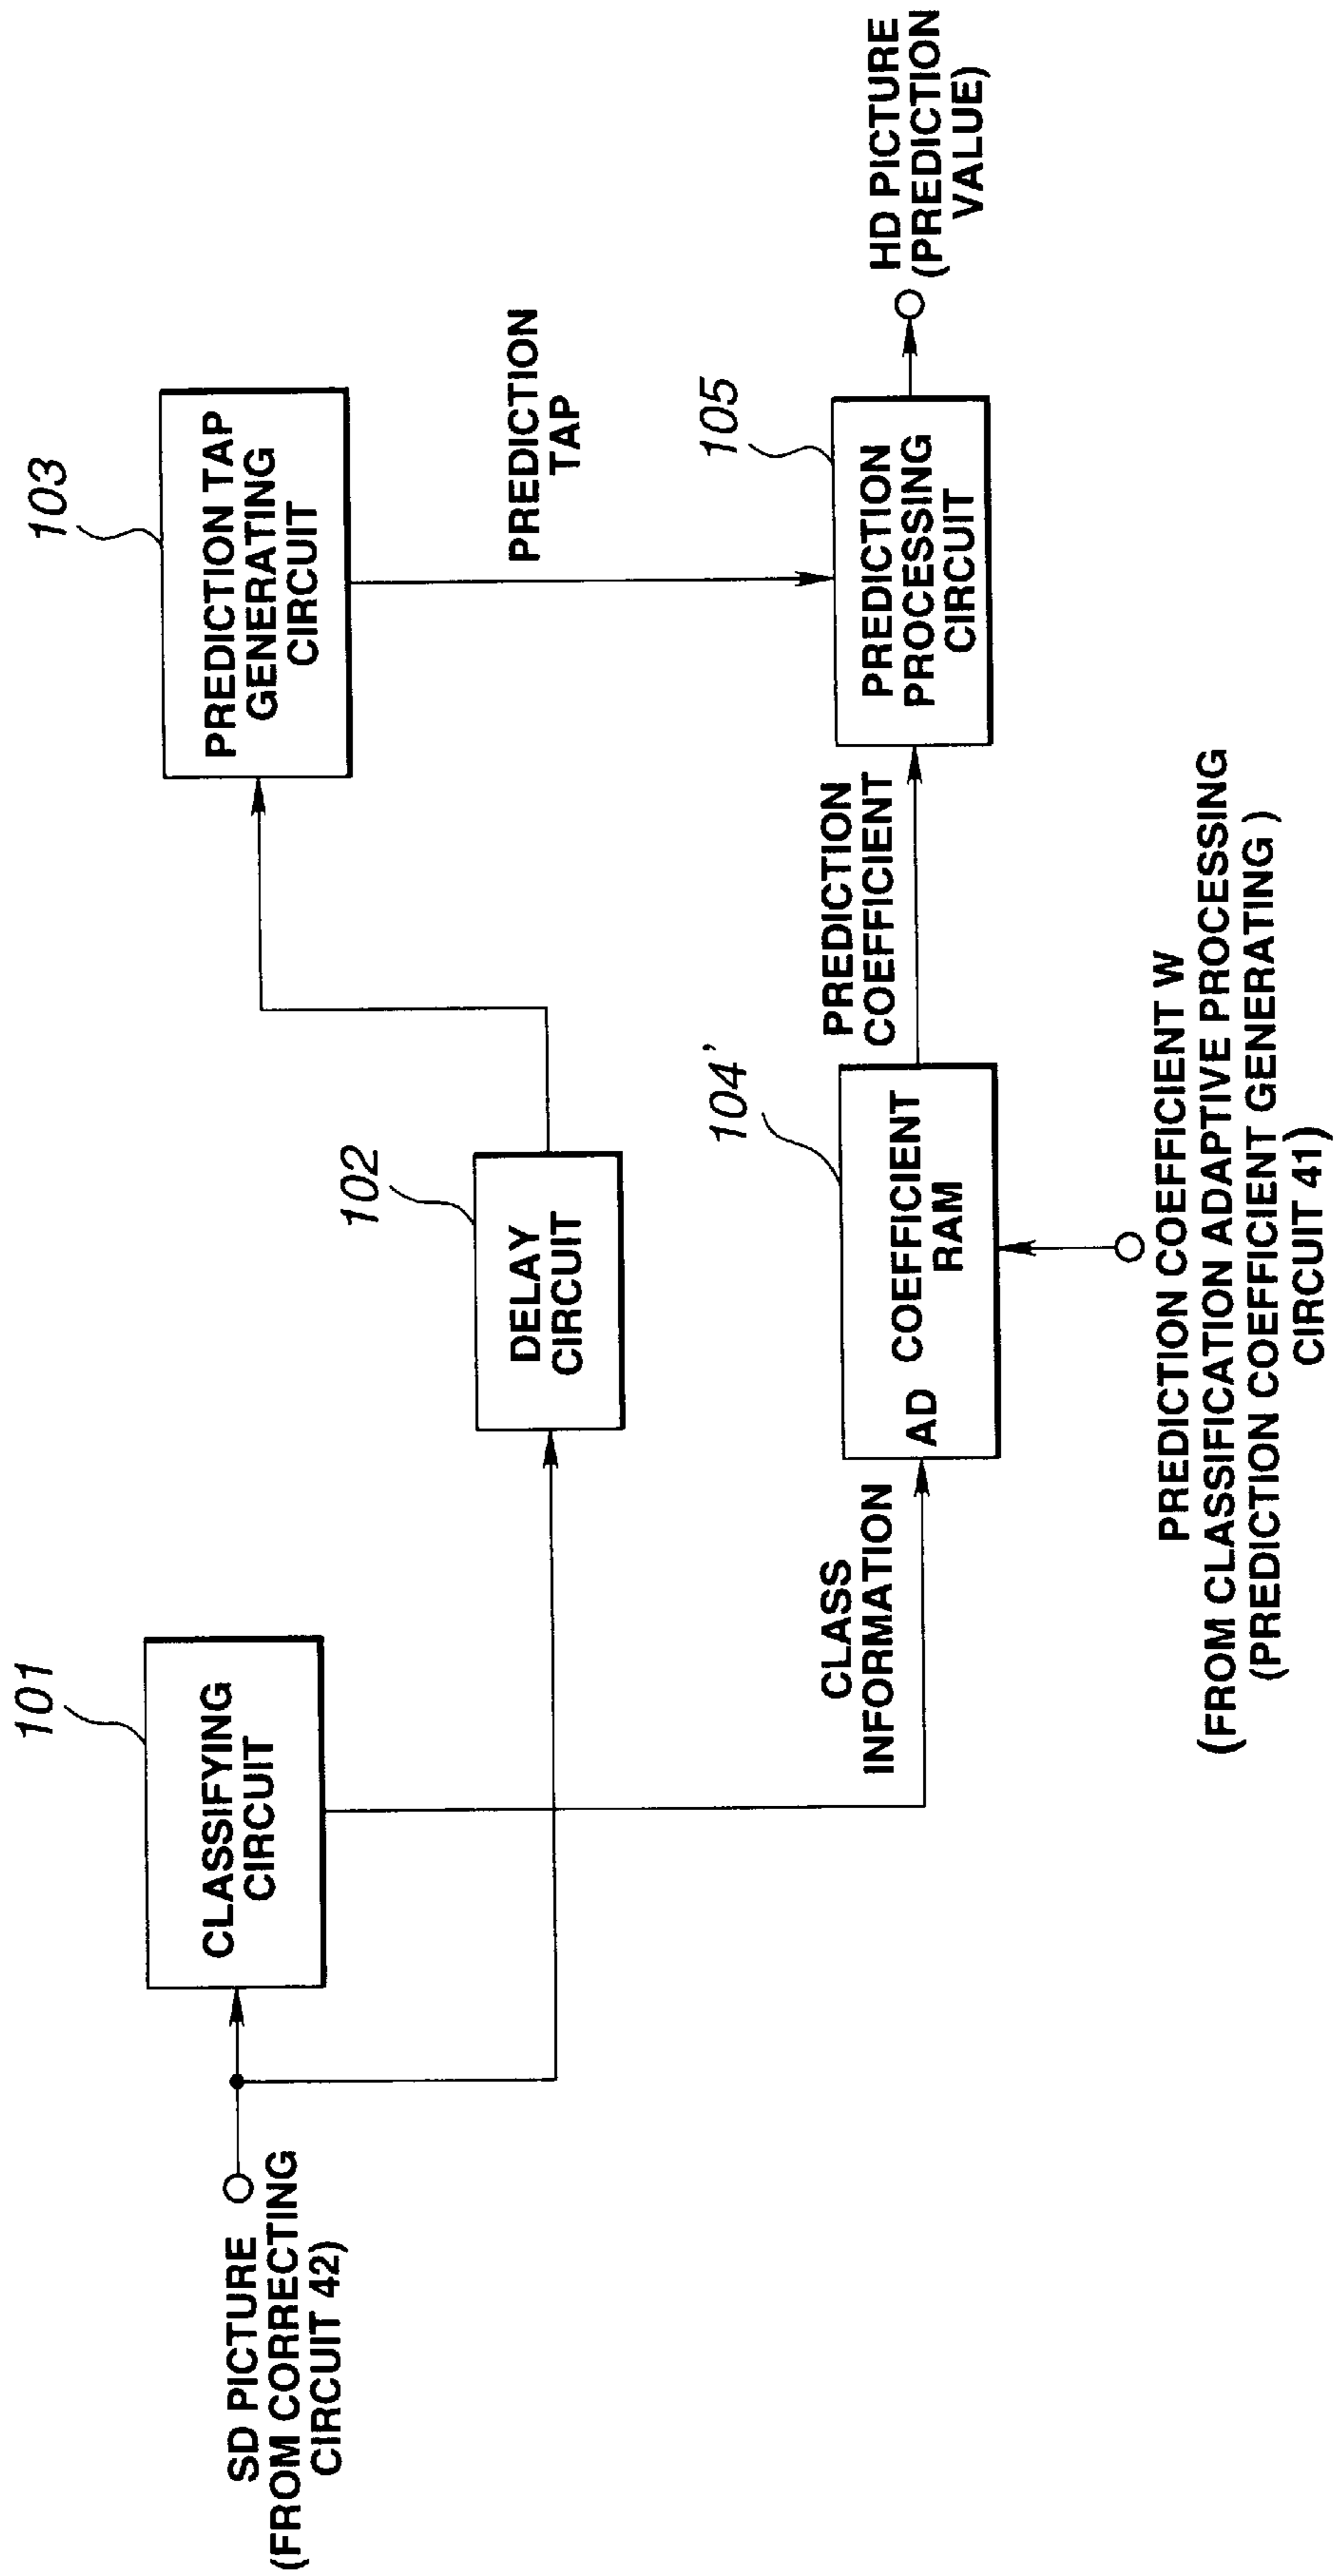 101
CLASSIFYING
CIRCUIT
SD PICTURE
(FROM CORRECTING
CIRCUIT 42)
102
DELAY
CIRCUIT
103
PREDICTION TAP
GENERATING
CIRCUIT
PREDICTION
TAP
CLASS
INFORMATION
104'
AD COEFFICIENT
RAM
PREDICTION
COEFFICIENT
105
PREDICTION
PROCESSING
CIRCUIT
HD PICTURE
(PREDICTION
VALUE)
PREDICTION COEFFICIENT W
(FROM CLASSIFICATION ADAPTIVE PROCESSING
(PREDICTION COEFFICIENT GENERATING )
CIRCUIT 41)